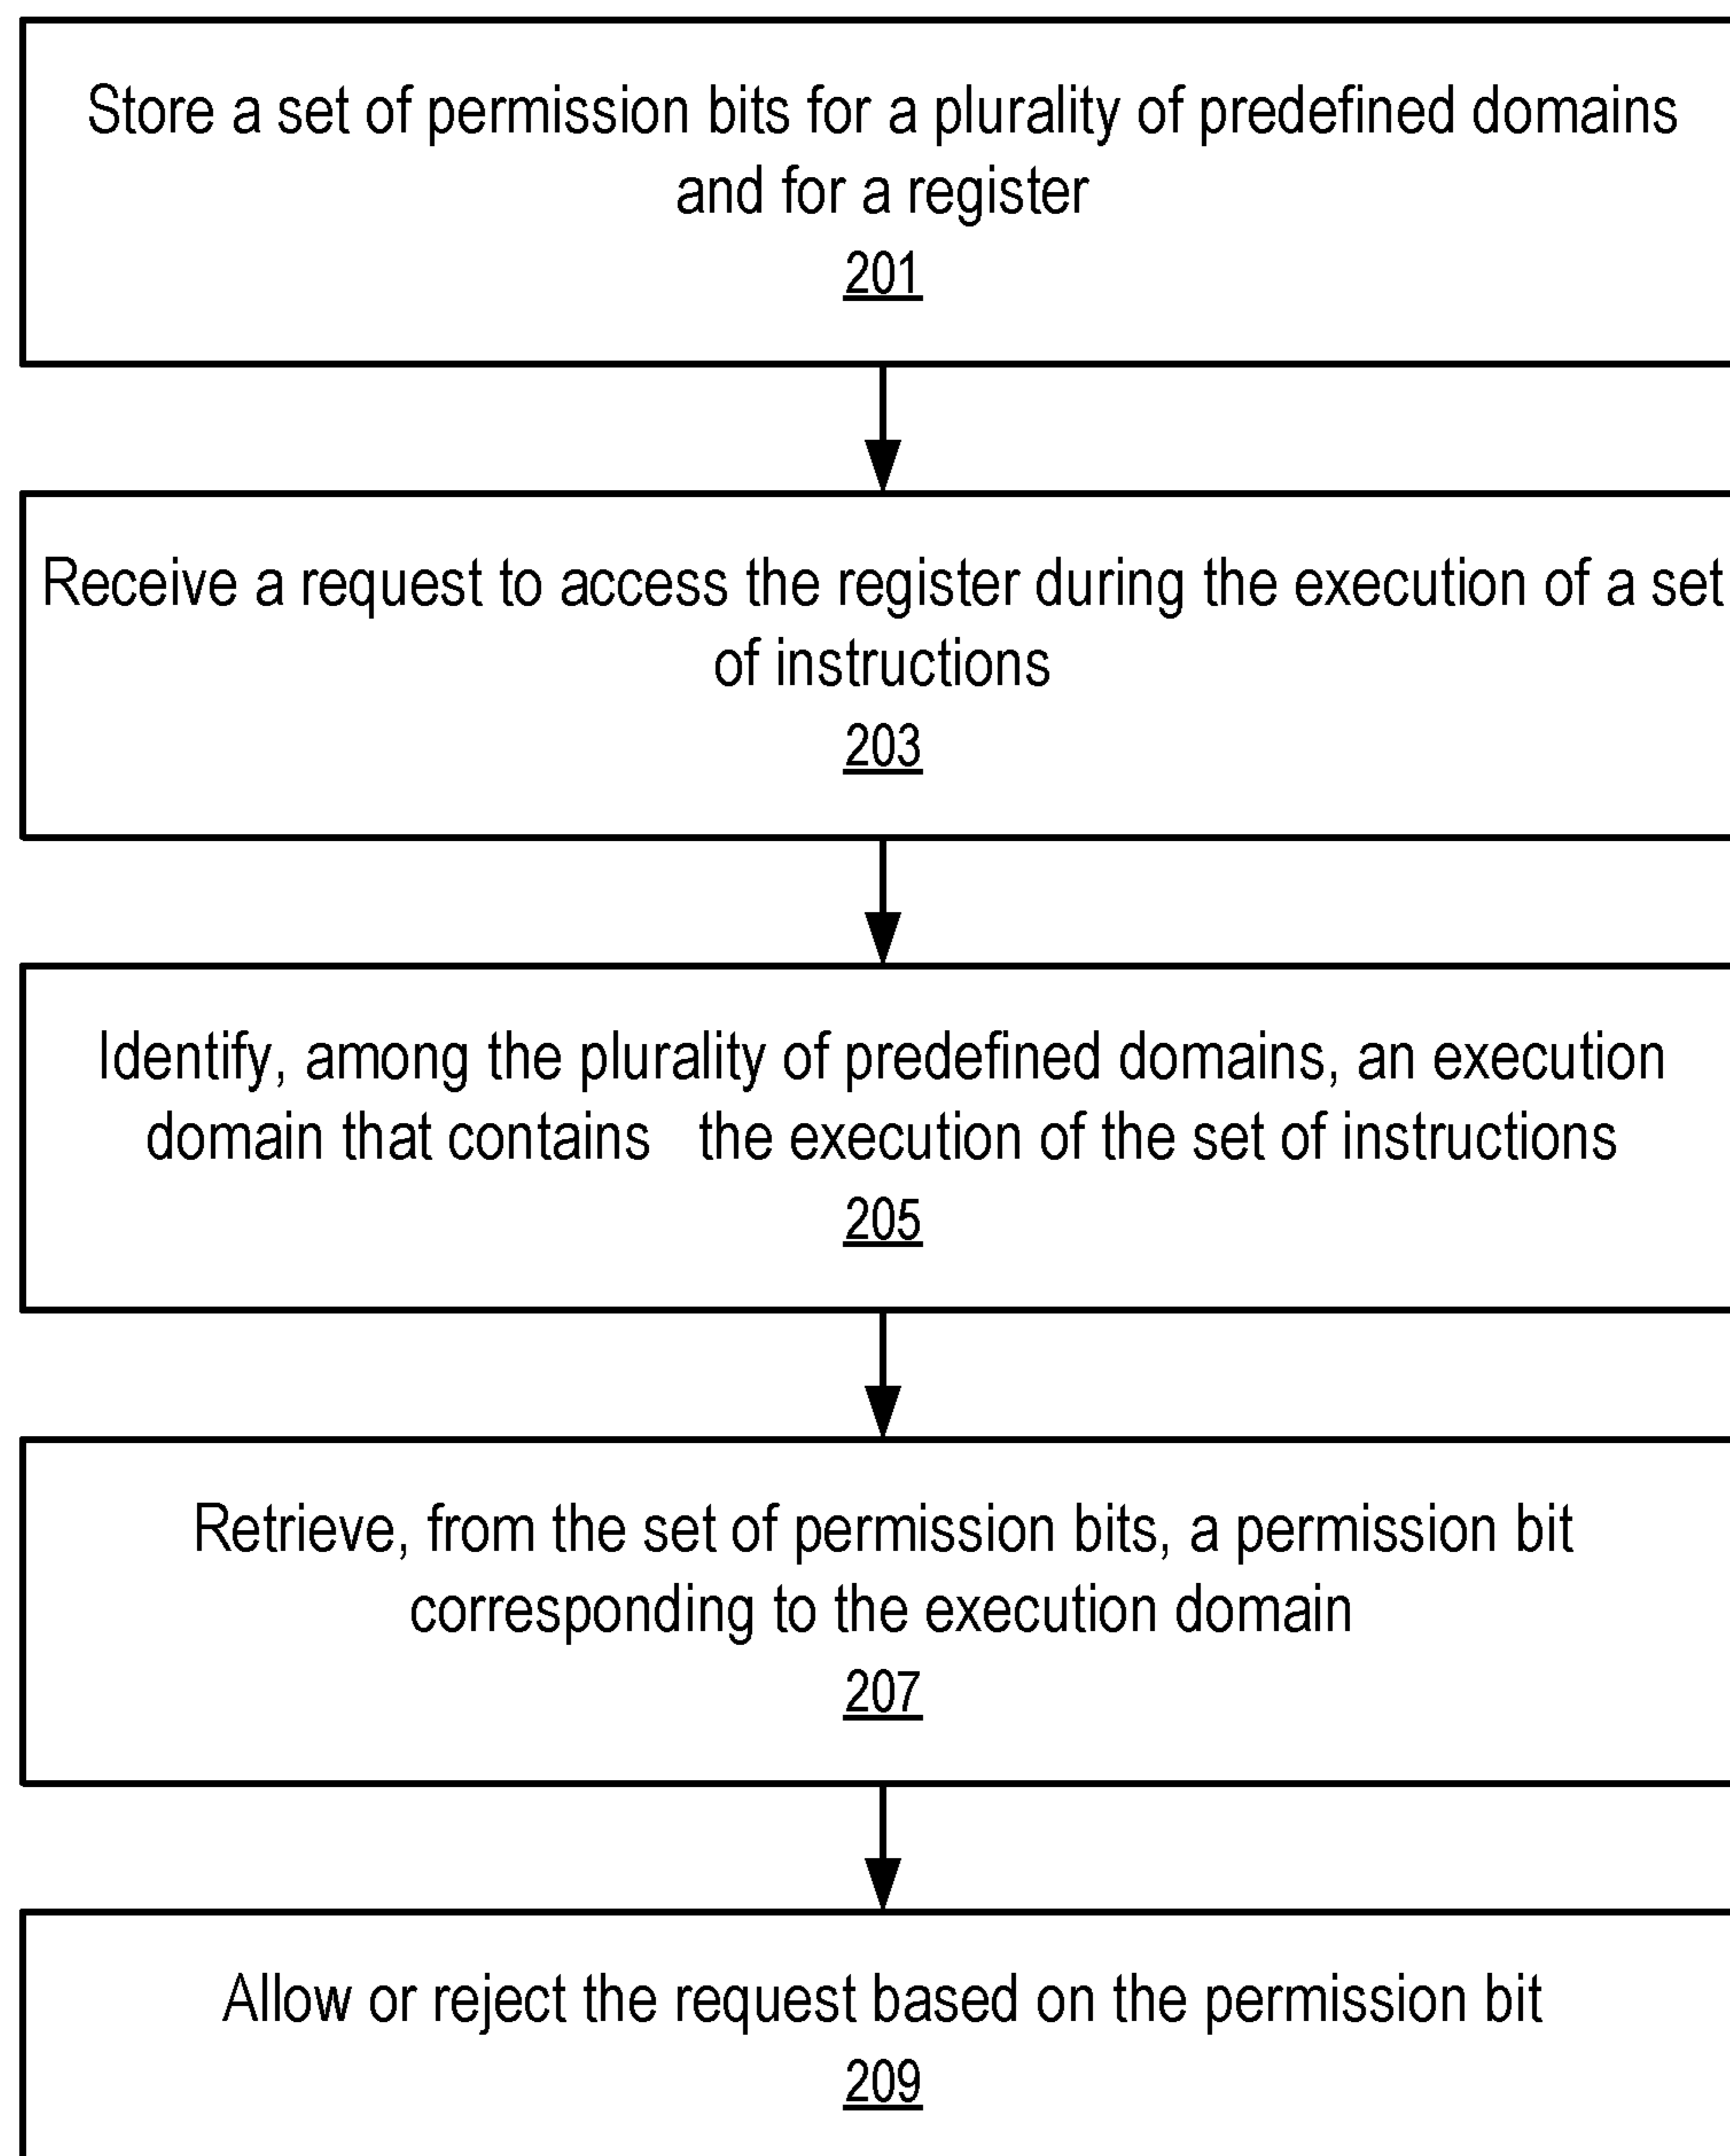 Store a set of permission bits for a plurality of predefined domains
and for a register
201
Receive a request to access the register during the execution of a set
of instructions
203
Identify, among the plurality of predefined domains, an execution
domain that contains   the execution of the set of instructions
205
Retrieve, from the set of permission bits, a permission bit
corresponding to the execution domain
207
Allow or reject the request based on the permission bit
209